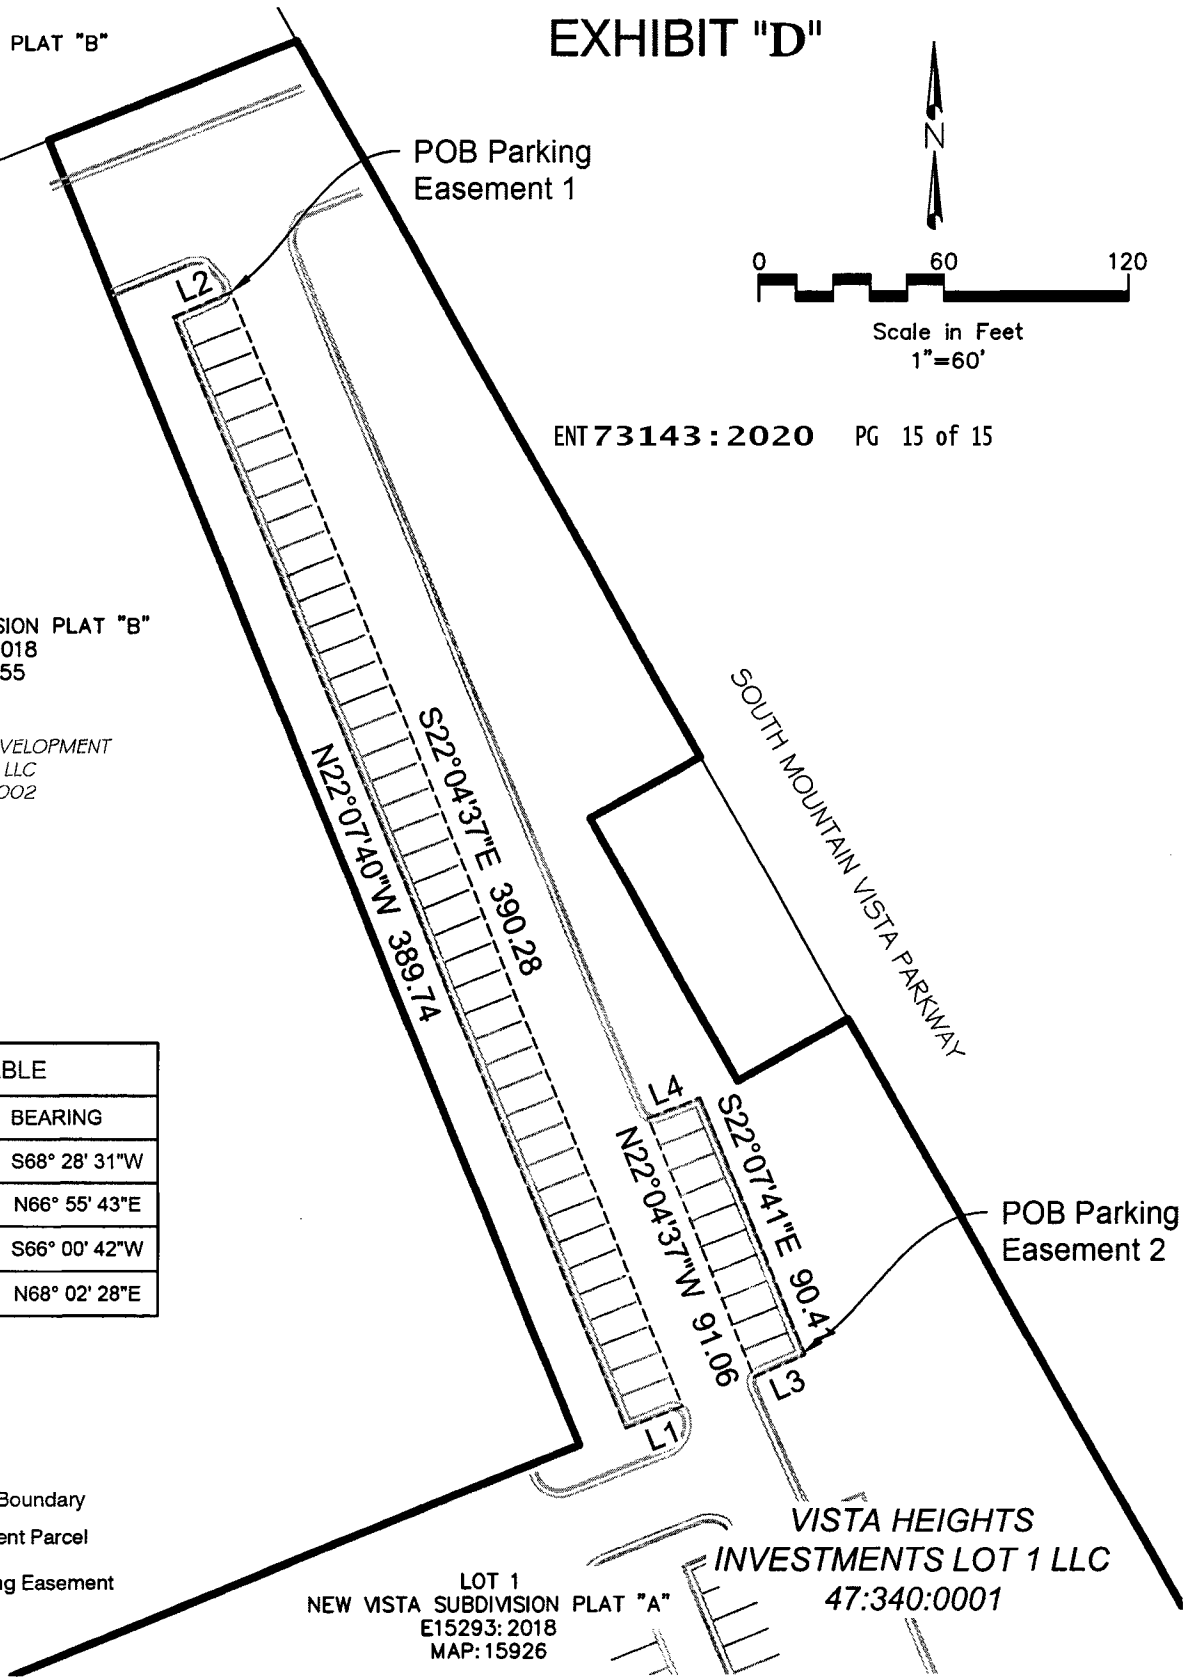 PLAT "B"
EXHIBIT "D"
POB Parking
Easement 1
N
0 60 120
Scale in Feet
1"=60'
ENT 73143:2020 PG 15 of 15
L2
SION PLAT "B"
018
55
VELOPMENT
LLC
002
S22°04'37"E 390.28
N22°07'40"W 389.74
SOUTH MOUNTAIN VISTA PARKWAY
BLE
BEARING
S68° 28' 31"W
N66° 55' 43"E
S66° 00' 42"W
N68° 02' 28"E
L4
S22°07'41"E 90.41
N22°04'37"W 91.06
POB Parking
Easement 2
L3
L1
Boundary
ent Parcel
ng Easement
VISTA HEIGHTS
INVESTMENTS LOT 1 LLC
47:340:0001
LOT 1
NEW VISTA SUBDIVISION PLAT "A"
E15293:2018
MAP:15926